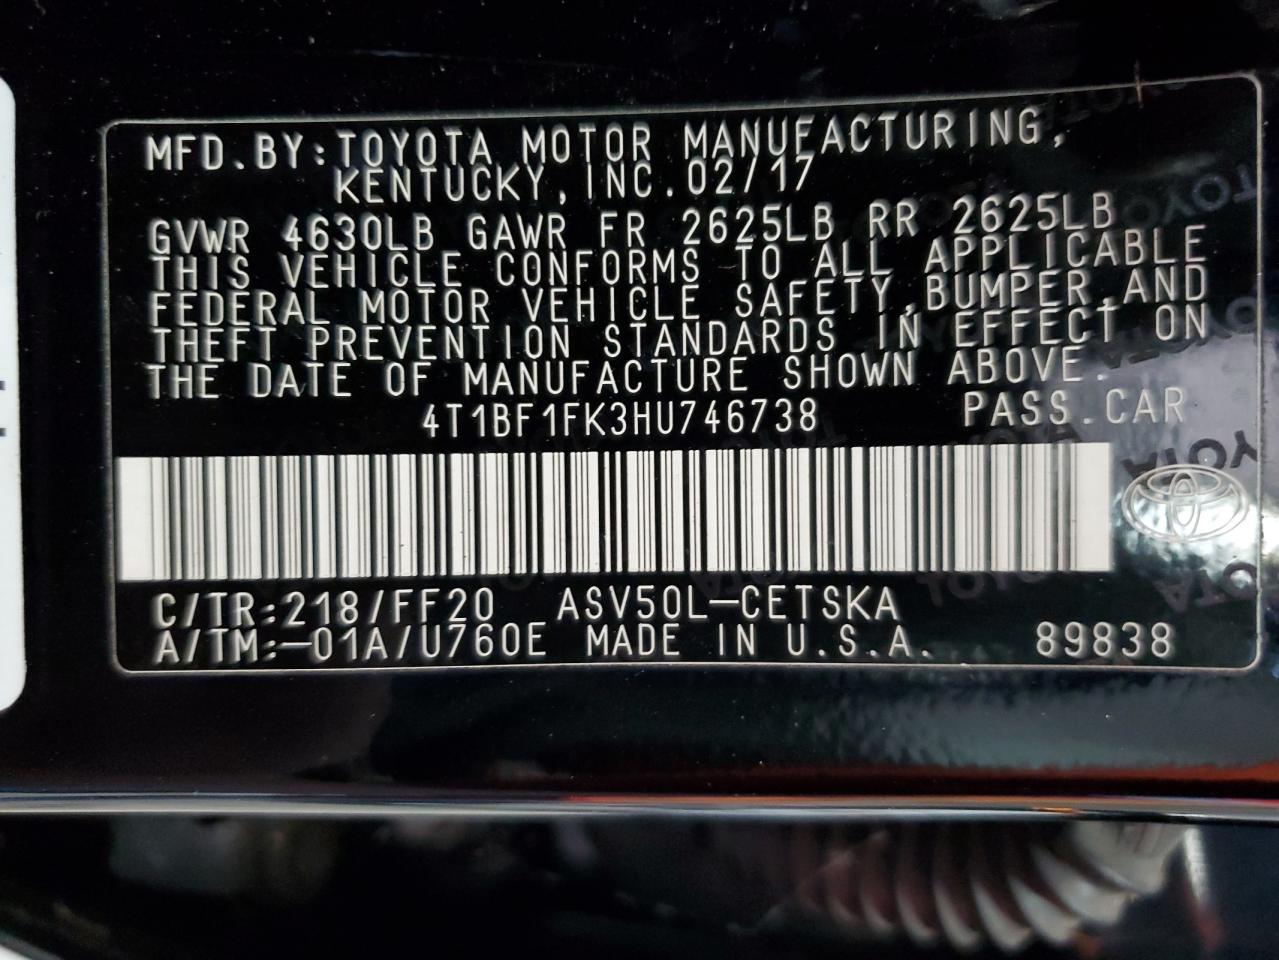 MFD.BY:TOYOTA MOTOR MANUFACTURING,
KENTUCKY,INC.02/17
GVWR 4630LB GAWR FR 2625LB RR 2625LB
THIS VEHICLE CONFORMS TO ALL APPLICABLE
FEDERAL MOTOR VEHICLE SAFETY,BUMPER,AND
THEFT PREVENTION STANDARDS IN EFFECT ON
THE DATE OF MANUFACTURE SHOWN ABOVE.
4T1BF1FK3HU746738 PASS.CAR
C/TR:218/FF20 ASV50L-CETSKA
A/TM:-01A/U760E MADE IN U.S.A. 89838